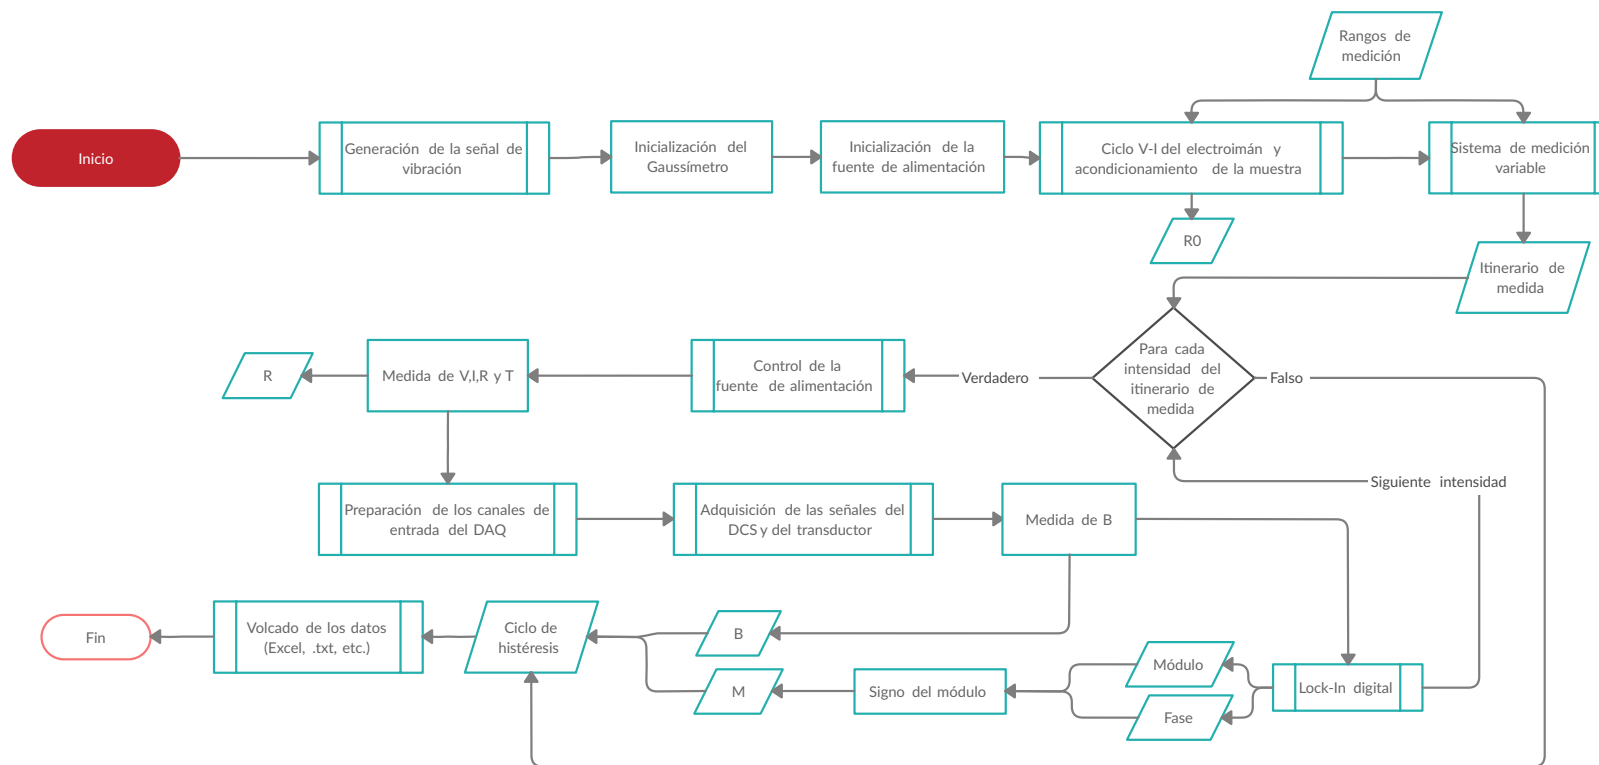 Rangos de
medición
Inicio
Generación de la señal de
vibración
Inicialización del
Gaussímetro
Inicialización de la
fuente de alimentación
Ciclo V-I del electroimán y
acondicionamiento de la muestra
Sistema de medición
variable
R0
Itinerario de
medida
Para cada
intensidad del
itinerario de
medida
Verdadero
Falso
Control de la
fuente de alimentación
Medida de V,I,R y T
R
Siguiente intensidad
Preparación de los canales de
entrada del DAQ
Adquisición de las señales del
DCS y del transductor
Medida de B
Fin
Volcado de los datos
(Excel, .txt, etc.)
Ciclo de
histéresis
B
M
Signo del módulo
Módulo
Fase
Lock-In digital